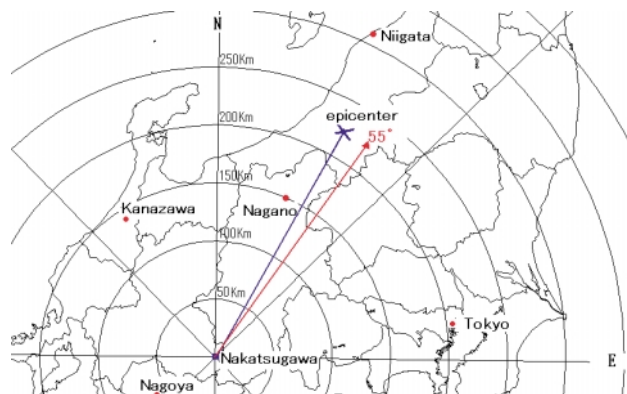 N
Niigata
250Km
epicenter
200Km
55°
150Km
Kanazawa
Nagano
100Km
50Km
Tokyo
Nakatsugawa
E
Nagoya